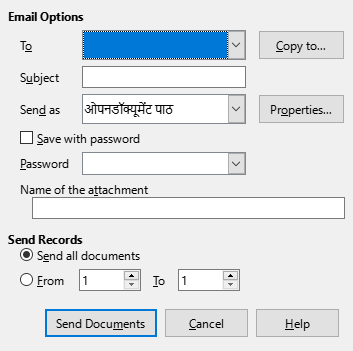 Email Options
To
Copy to...
Subject
Send as ओपनडॉक्यूमेंट पाठ Properties...
Save with password
Password
Name of the attachment
Send Records
Send all documents
From 1 To 1
Send Documents Cancel Help